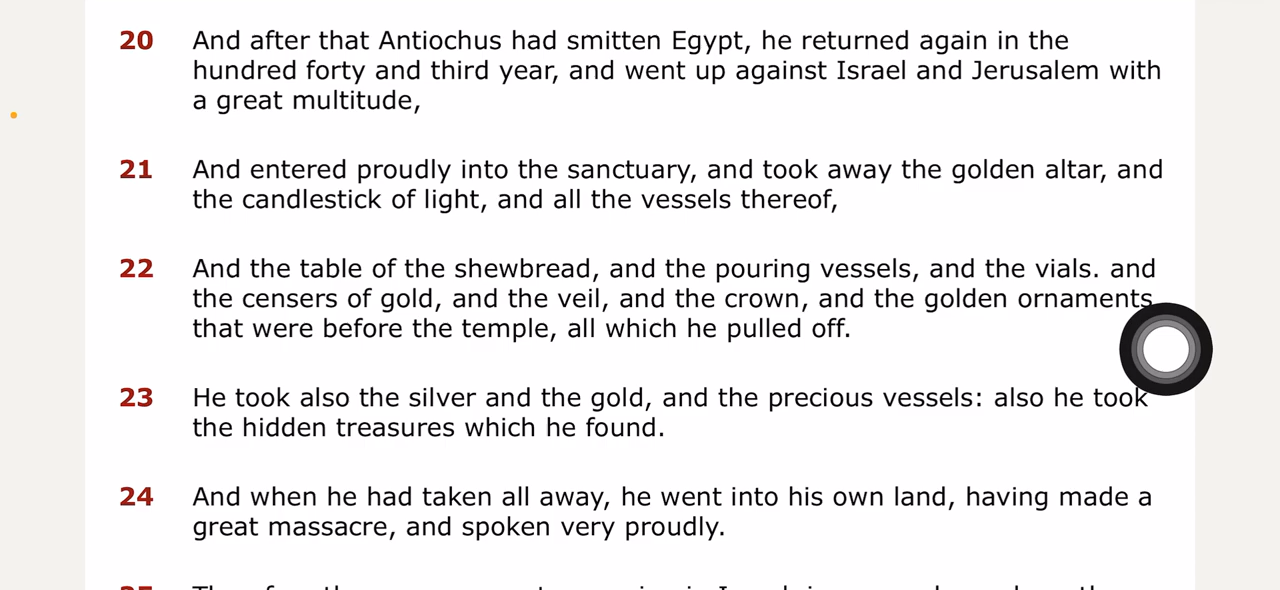 20 And after that Antiochus had smitten Egypt, he returned again in the
hundred forty and third year, and went up against Israel and Jerusalem with
a great multitude,
21 And entered proudly into the sanctuary, and took away the golden altar, and
the candlestick of light, and all the vessels thereof,
22 And the table of the shewbread, and the pouring vessels, and the vials. and
the censers of gold, and the veil, and the crown, and the golden ornaments
that were before the temple, all which he pulled off.
23 He took also the silver and the gold, and the precious vessels: also he took
the hidden treasures which he found.
24 And when he had taken all away, he went into his own land, having made a
great massacre, and spoken very proudly.